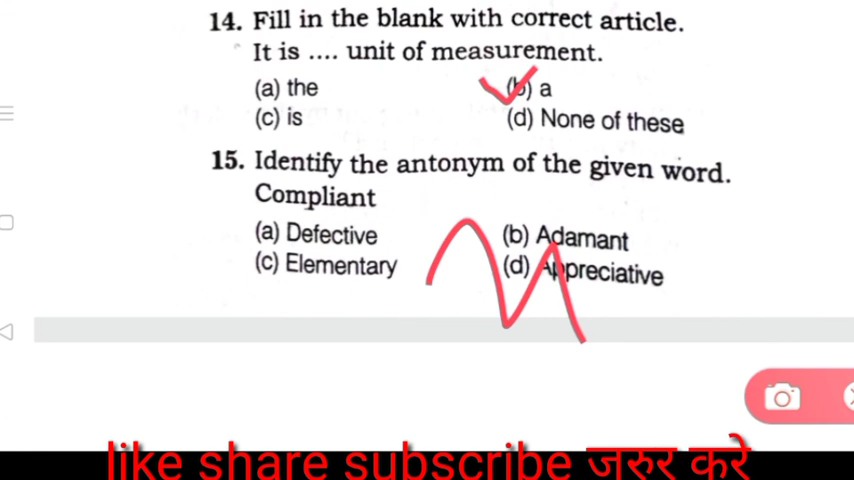 14. Fill in the blank with correct article.
It is .... unit of measurement.
(a) the (b) a
(c) is (d) None of these
15. Identify the antonym of the given word.
Compliant
(a) Defective (b) Adamant
(c) Elementary (d) Appreciative
like share subscribe जरुर करे